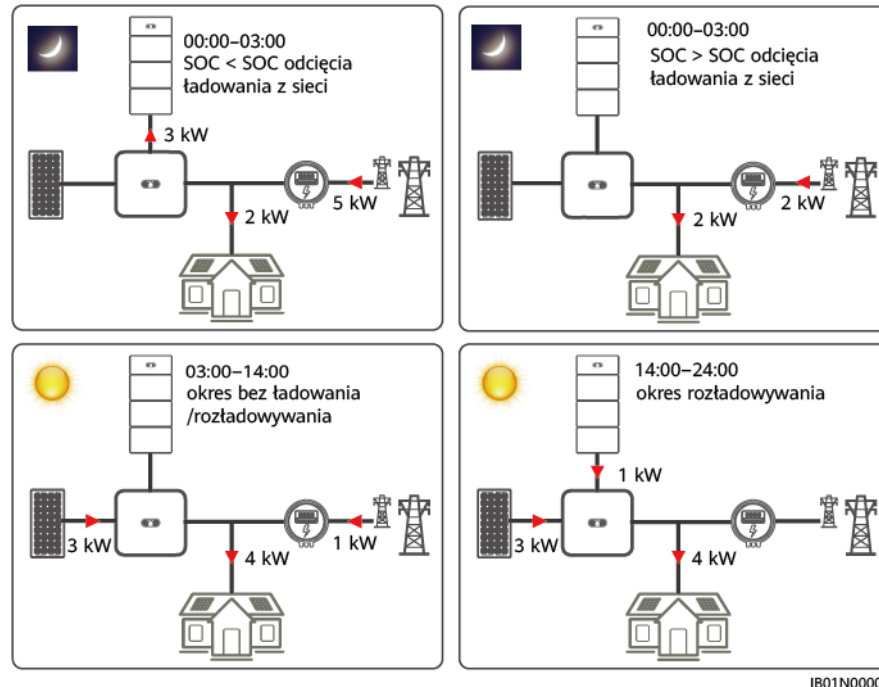 00:00–03:00
SOC < SOC odcięcia
ładowania z sieci
3 kW
2 kW
5 kW
00:00–03:00
SOC > SOC odcięcia
ładowania z sieci
2 kW
2 kW
03:00–14:00
okres bez ładowania
/rozładowywania
3 kW
4 kW
1 kW
14:00–24:00
okres rozładowywania
1 kW
3 kW
4 kW